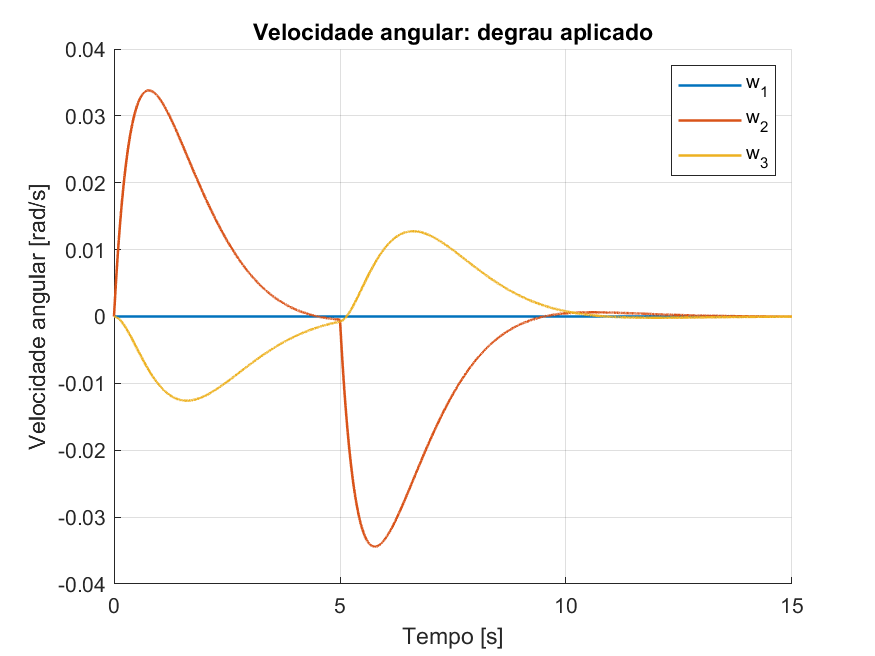 Velocidade angular: degrau aplicado
w1
w2
w3
Velocidade angular [rad/s]
0.04
0.03
0.02
0.01
0
-0.01
-0.02
-0.03
-0.04
0 5 10 15
Tempo [s]